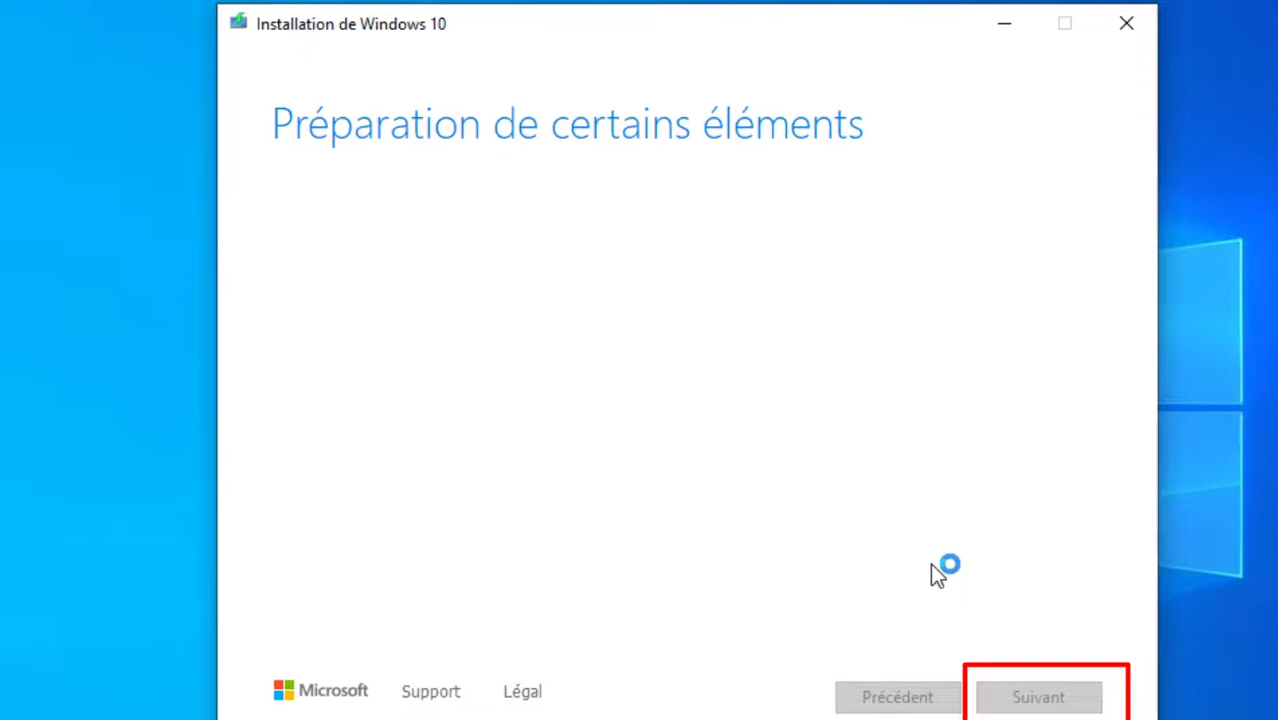 Installation de Windows 10
Préparation de certains éléments
Microsoft Support Légal Précédent Suivant